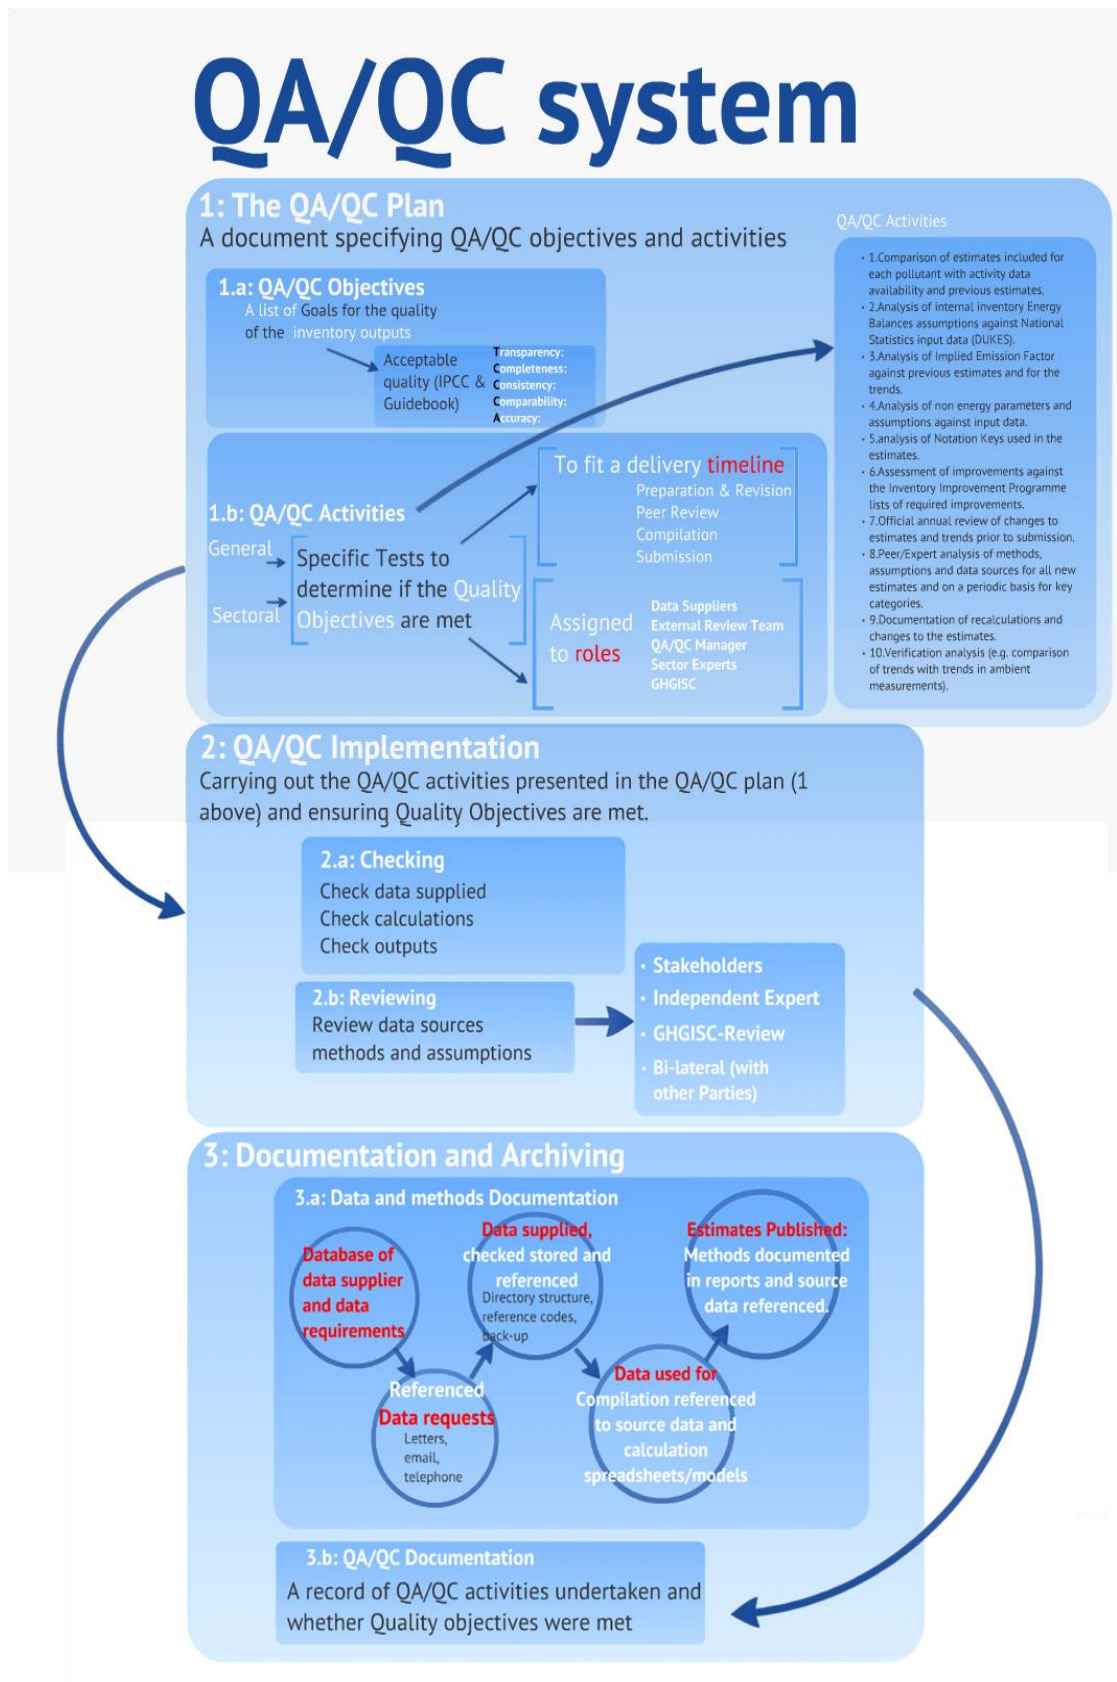 QA/QC system
1: The QA/QC Plan
A document specifying QA/QC objectives and activities
1.a: QA/QC Objectives
A list of Goals for the quality
of the inventory outputs
Acceptable
quality (IPCC &
Guidebook)
Transparency:
Completeness:
Consistency:
Comparability:
Accuracy:
1.b: QA/QC Activities
General
Sectoral
Specific Tests to
determine if the Quality
Objectives are met
To fit a delivery timeline
Preparation & Revision
Peer Review
Compilation
Submission
Assigned
to roles
Data Suppliers
External Review Team
QA/QC Manager
Sector Experts
GHGISC
QA/QC Activities
• 1.Comparison of estimates included for
each pollutant with activity data
availability and previous estimates.
• 2.Analysis of internal inventory Energy
Balances assumptions against National
Statistics input data (DUKES).
• 3.Analysis of Implied Emission Factor
against previous estimates and for the
trends.
• 4.Analysis of non energy parameters and
assumptions against input data.
• 5.analysis of Notation Keys used in the
estimates.
• 6.Assessment of improvements against
the Inventory Improvement Programme
lists of required improvements.
• 7.Official annual review of changes to
estimates and trends prior to submission.
• 8.Peer/Expert analysis of methods,
assumptions and data sources for all new
estimates and on a periodic basis for key
categories.
• 9.Documentation of recalculations and
changes to the estimates.
• 10.Verification analysis (e.g. comparison
of trends with trends in ambient
measurements).
2: QA/QC Implementation
Carrying out the QA/QC activities presented in the QA/QC plan (1
above) and ensuring Quality Objectives are met.
2.a: Checking
Check data supplied
Check calculations
Check outputs
2.b: Reviewing
Review data sources
methods and assumptions
• Stakeholders
• Independent Expert
• GHGISC-Review
• Bi-lateral (with
other Parties)
3: Documentation and Archiving
3.a: Data and methods Documentation
Database of
data supplier
and data
requirements
Referenced
Data requests
Letters,
email,
telephone
Data supplied,
checked stored and
referenced
Directory structure,
reference codes,
back-up
Data used for
Compilation referenced
to source data and
calculation
spreadsheets/models
Estimates Published:
Methods documented
in reports and source
data referenced.
3.b: QA/QC Documentation
A record of QA/QC activities undertaken and
whether Quality objectives were met